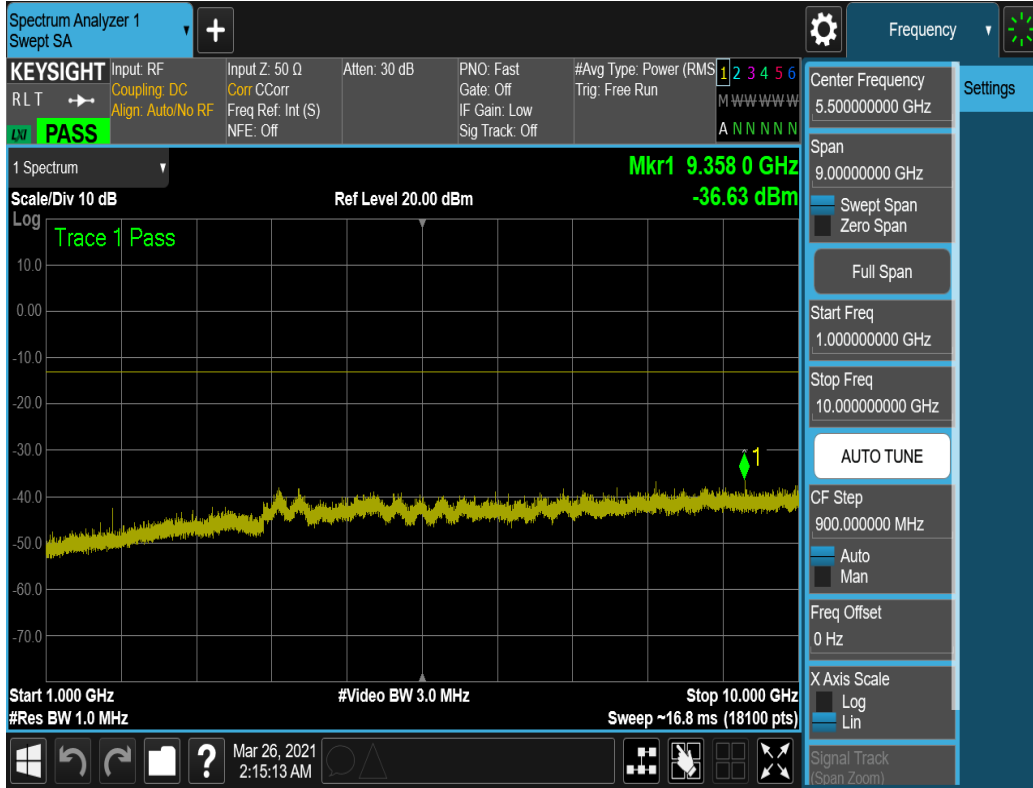 Spectrum Analyzer 1
Swept SA
+
Frequency
KEYSIGHT
RLT
LXI
PASS
Input: RF
Coupling: DC
Align: Auto/No RF
Input Z: 50 Ω
Corr CCorr
Freq Ref: Int (S)
NFE: Off
Atten: 30 dB
PNO: Fast
Gate: Off
IF Gain: Low
Sig Track: Off
#Avg Type: Power (RMS
Trig: Free Run
1 2 3 4 5 6
M W W W W W
A N N N N N
1 Spectrum
Scale/Div 10 dB
Ref Level 20.00 dBm
Mkr1 9.358 0 GHz
-36.63 dBm
Log
Trace 1 Pass
10.0
0.00
-10.0
-20.0
-30.0
-40.0
-50.0
-60.0
-70.0
1
Start 1.000 GHz
#Res BW 1.0 MHz
#Video BW 3.0 MHz
Stop 10.000 GHz
Sweep ~16.8 ms (18100 pts)
?
Mar 26, 2021
2:15:13 AM
Center Frequency
5.500000000 GHz
Span
9.00000000 GHz
Swept Span
Zero Span
Full Span
Start Freq
1.000000000 GHz
Stop Freq
10.000000000 GHz
AUTO TUNE
CF Step
900.000000 MHz
Auto
Man
Freq Offset
0 Hz
X Axis Scale
Log
Lin
Signal Track
(Span Zoom)
Settings